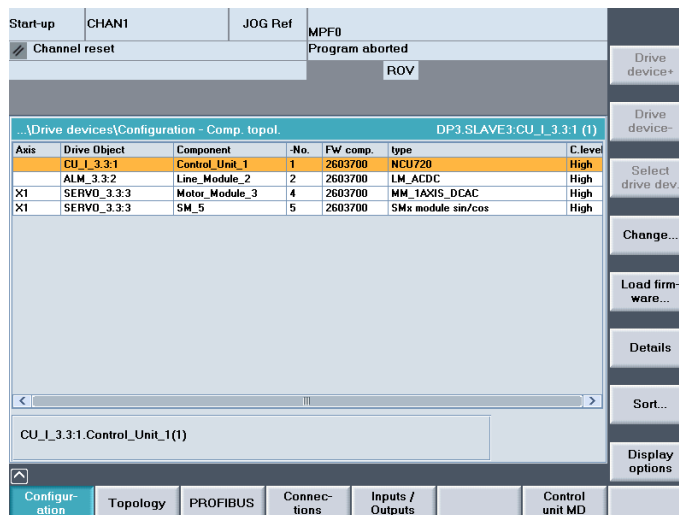 Start-up CHAN1 JOG Ref MPF0
Channel reset Program aborted
ROV
...\Drive devices\Configuration - Comp. topol. DP3.SLAVE3:CU_I_3.3:1 (1)
Axis Drive Object Component -No. FW comp. type C.level
CU_I_3.3:1 Control_Unit_1 1 2603700 NCU720 High
ALM_3.3:2 Line_Module_2 2 2603700 LM_ACDC High
X1 SERVO_3.3:3 Motor_Module_3 4 2603700 MM_1AXIS_DCAC High
X1 SERVO_3.3:3 SM_5 5 2603700 SMx module sin/cos High
CU_I_3.3:1.Control_Unit_1(1)
Drive
device+
Drive
device-
Select
drive dev.
Change...
Load firm-
ware...
Details
Sort...
Display
options
Configur-
ation
Topology
PROFIBUS
Connec-
tions
Inputs /
Outputs
Control
unit MD